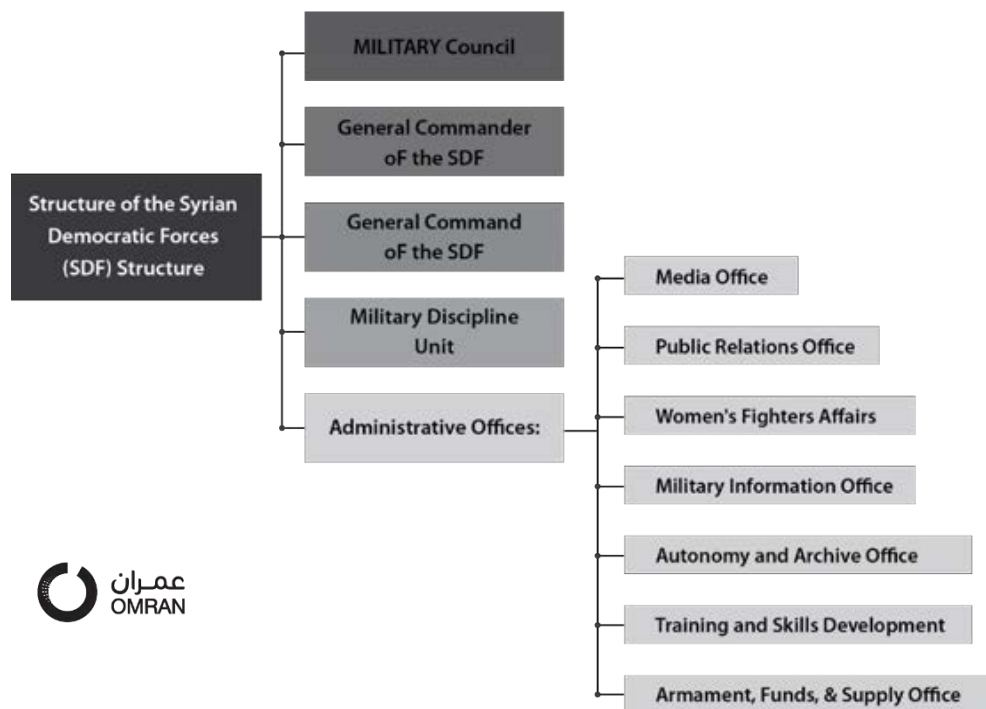 MILITARY Council
General Commander
oF the SDF
Structure of the Syrian
Democratic Forces
(SDF) Structure
General Command
oF the SDF
Military Discipline
Unit
Administrative Offices:
Media Office
Public Relations Office
Women's Fighters Affairs
Military Information Office
Autonomy and Archive Office
Training and Skills Development
Armament, Funds, & Supply Office
عمـران
OMRAN